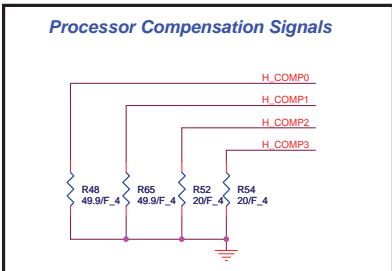 Processor Compensation Signals
H_COMP0
H_COMP1
H_COMP2
H_COMP3
R48 R65 R52 R54
49.9/F_4 49.9/F_4 20/F_4 20/F_4